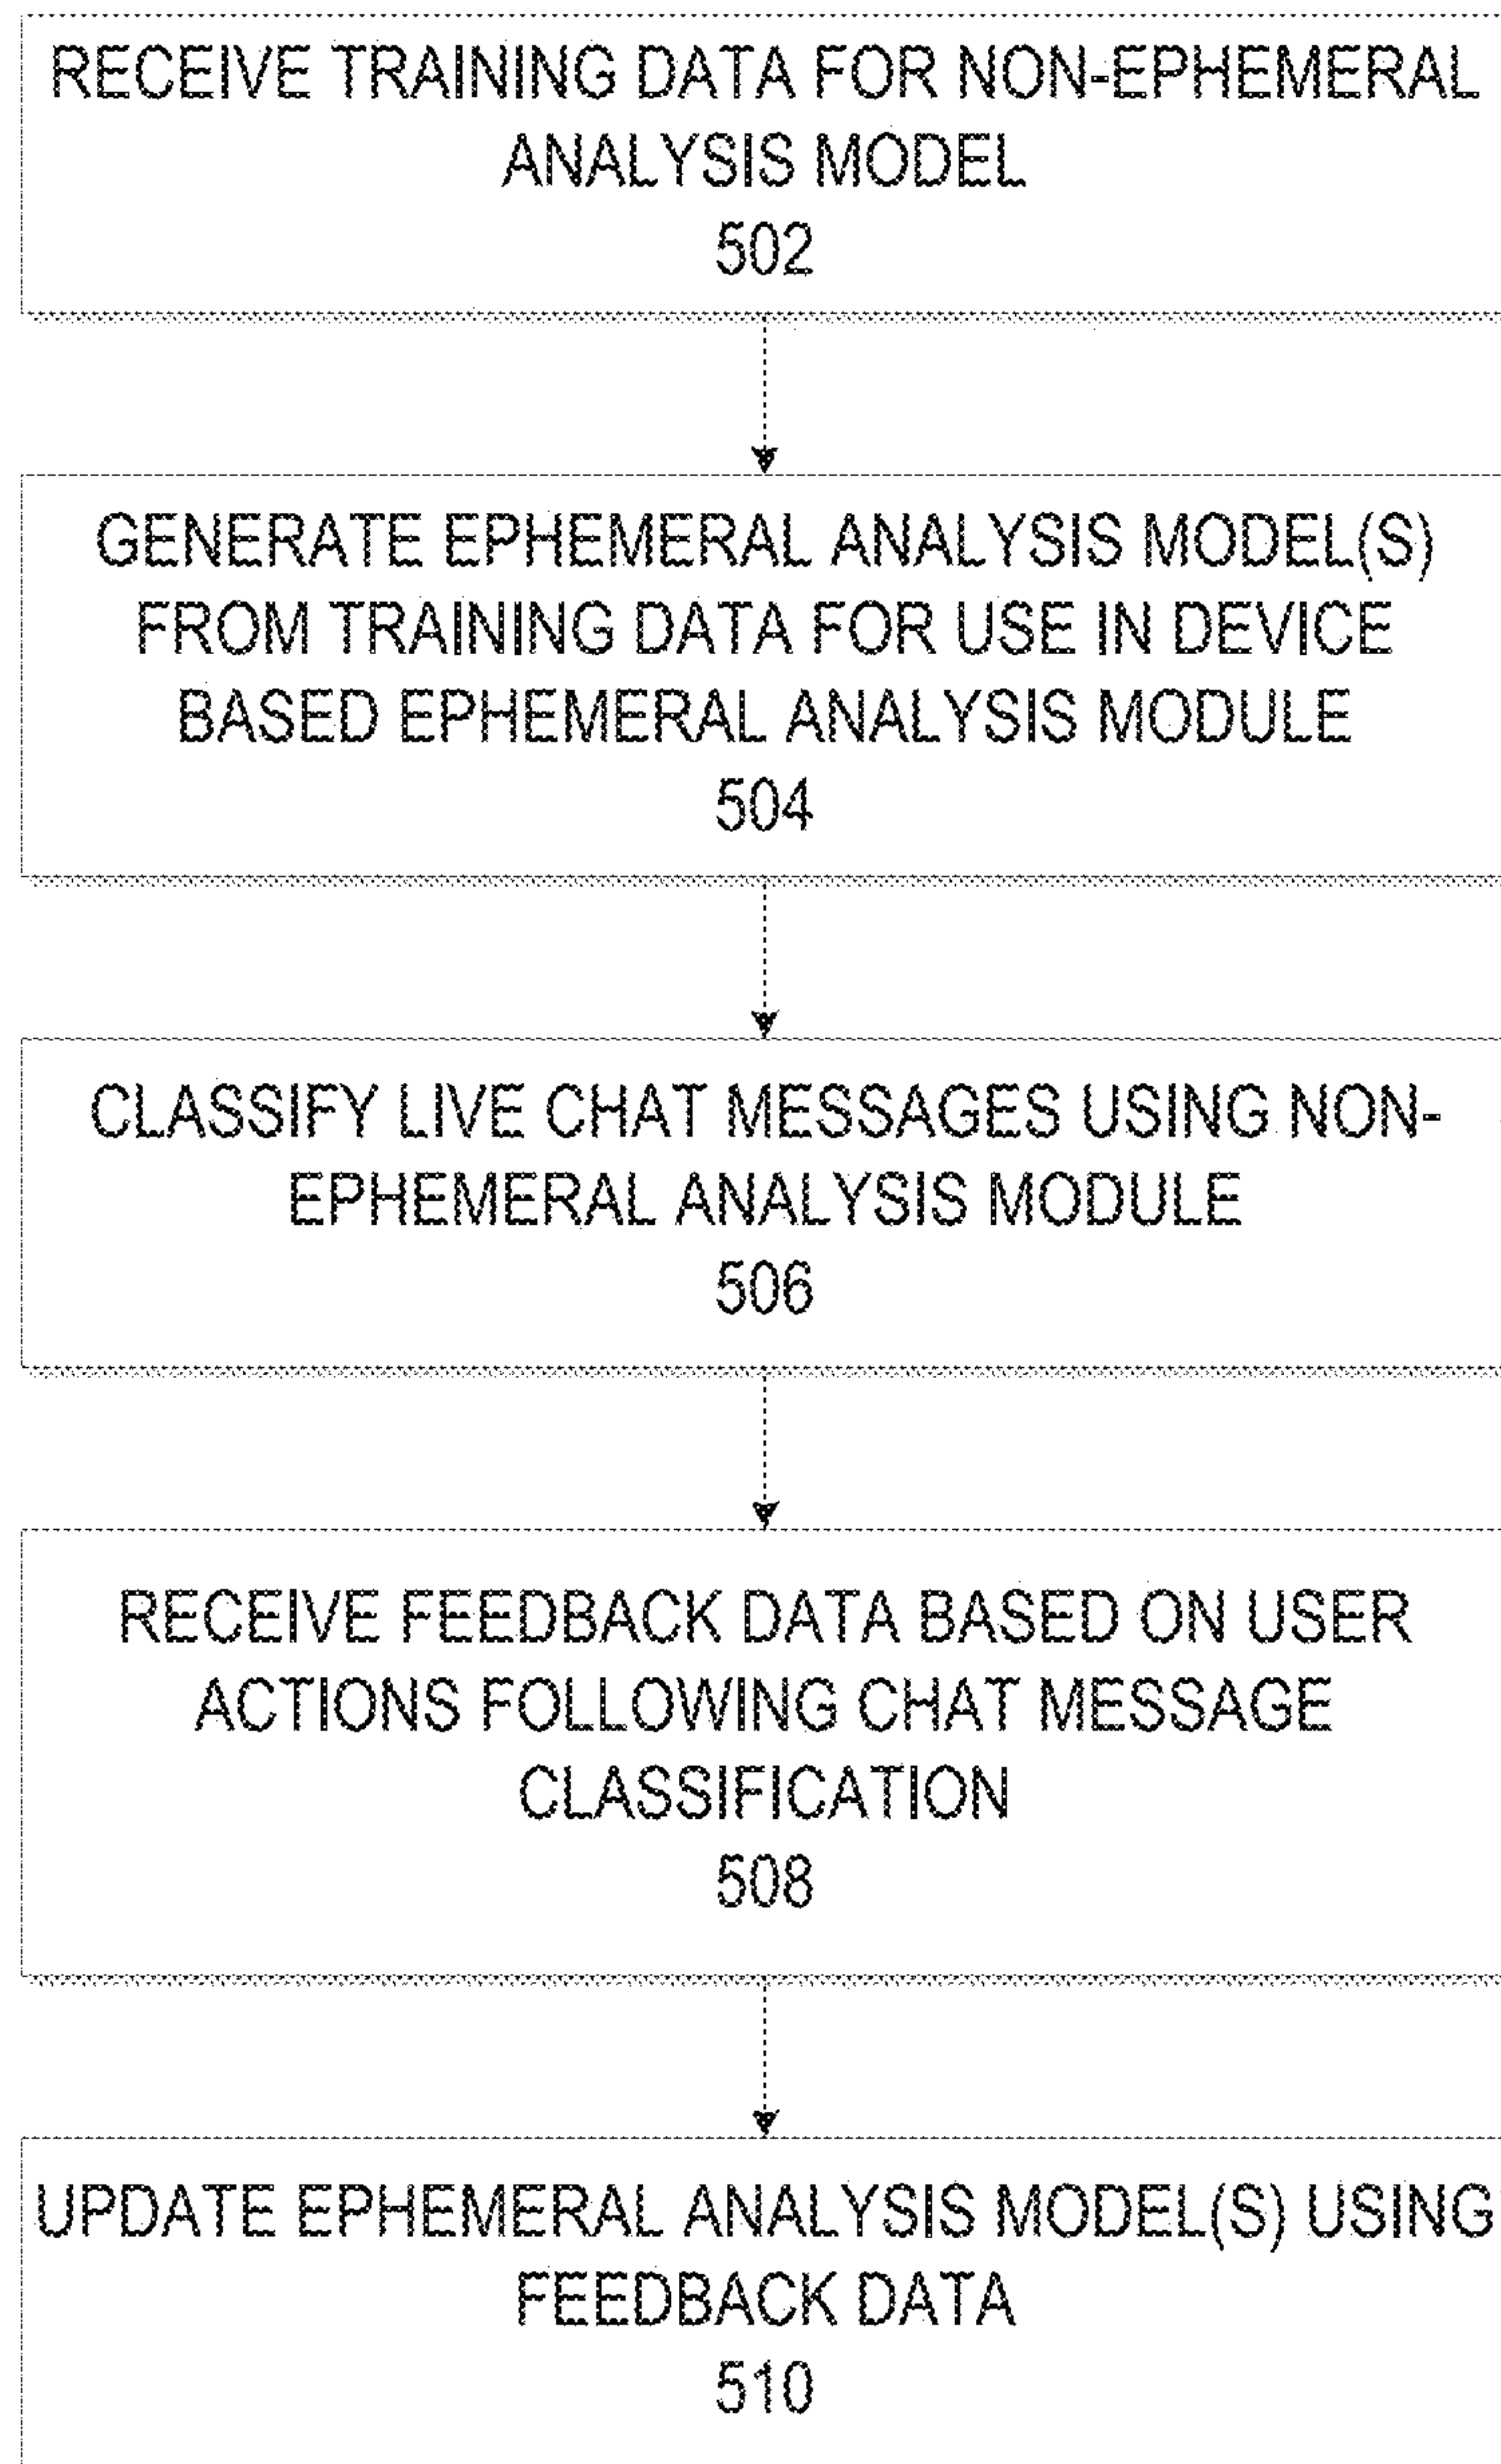 RECEIVE TRAINING DATA FOR NON-EPHEMERAL
ANALYSIS MODEL
502
GENERATE EPHEMERAL ANALYSIS MODEL(S)
FROM TRAINING DATA FOR USE IN DEVICE
BASED EPHEMERAL ANALYSIS MODULE
504
CLASSIFY LIVE CHAT MESSAGES USING NON-
EPHEMERAL ANALYSIS MODULE
506
RECEIVE FEEDBACK DATA BASED ON USER
ACTIONS FOLLOWING CHAT MESSAGE
CLASSIFICATION
508
UPDATE EPHEMERAL ANALYSIS MODEL(S) USING
FEEDBACK DATA
510